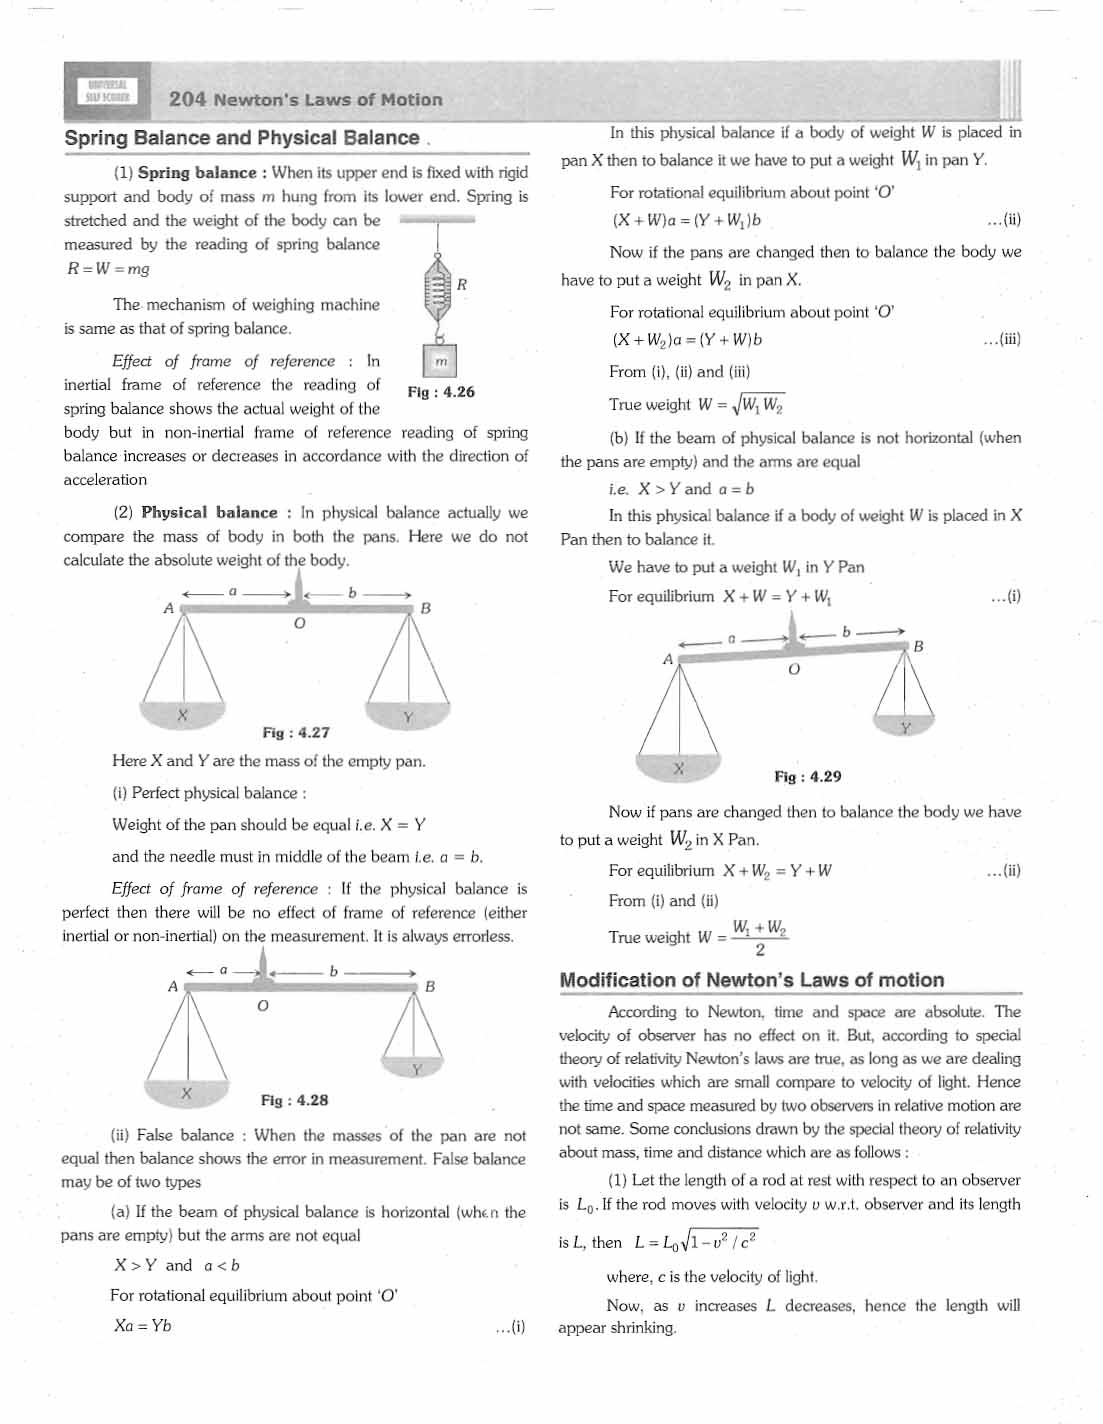 UNIVERSAL
SELF SCORER
204 Newton's Laws of Motion
Spring Balance and Physical Balance
(1) Spring balance : When its upper end is fixed with rigid
support and body of mass m hung from its lower end. Spring is
stretched and the weight of the body can be
measured by the reading of spring balance
R = W = mg
R
The mechanism of weighing machine
is same as that of spring balance.
m
Fig : 4.26
Effect of frame of reference : In
inertial frame of reference the reading of
spring balance shows the actual weight of the
body but in non-inertial frame of reference reading of spring
balance increases or decreases in accordance with the direction of
acceleration
(2) Physical balance : In physical balance actually we
compare the mass of body in both the pans. Here we do not
calculate the absolute weight of the body.
a b
A B
O
X Y
Fig : 4.27
Here X and Y are the mass of the empty pan.
(i) Perfect physical balance :
Weight of the pan should be equal i.e. X = Y
and the needle must in middle of the beam i.e. a = b.
Effect of frame of reference : If the physical balance is
perfect then there will be no effect of frame of reference (either
inertial or non-inertial) on the measurement. It is always errorless.
a b
A B
O
Y
X
Fig : 4.28
(ii) False balance : When the masses of the pan are not
equal then balance shows the error in measurement. False balance
may be of two types
(a) If the beam of physical balance is horizontal (when the
pans are empty) but the arms are not equal
X > Y and a < b
For rotational equilibrium about point 'O'
Xa = Yb ...(i)
In this physical balance if a body of weight W is placed in
pan X then to balance it we have to put a weight W₁ in pan Y.
For rotational equilibrium about point 'O'
(X + W)a = (Y + W₁)b ...(ii)
Now if the pans are changed then to balance the body we
have to put a weight W₂ in pan X.
For rotational equilibrium about point 'O'
(X + W₂)a = (Y + W)b ...(iii)
From (i), (ii) and (iii)
True weight W = √W₁ W₂
(b) If the beam of physical balance is not horizontal (when
the pans are empty) and the arms are equal
i.e. X > Y and a = b
In this physical balance if a body of weight W is placed in X
Pan then to balance it.
We have to put a weight W₁ in Y Pan
For equilibrium X + W = Y + W₁ ...(i)
a b
A B
O
Y
X
Fig : 4.29
Now if pans are changed then to balance the body we have
to put a weight W₂ in X Pan.
For equilibrium X + W₂ = Y + W ...(ii)
From (i) and (ii)
True weight W = W₁ + W₂ / 2
Modification of Newton's Laws of motion
According to Newton, time and space are absolute. The
velocity of observer has no effect on it. But, according to special
theory of relativity Newton's laws are true, as long as we are dealing
with velocities which are small compare to velocity of light. Hence
the time and space measured by two observers in relative motion are
not same. Some conclusions drawn by the special theory of relativity
about mass, time and distance which are as follows :
(1) Let the length of a rod at rest with respect to an observer
is L₀. If the rod moves with velocity υ w.r.t. observer and its length
is L, then L = L₀√1 − υ² / c²
where, c is the velocity of light.
Now, as υ increases L decreases, hence the length will
appear shrinking.